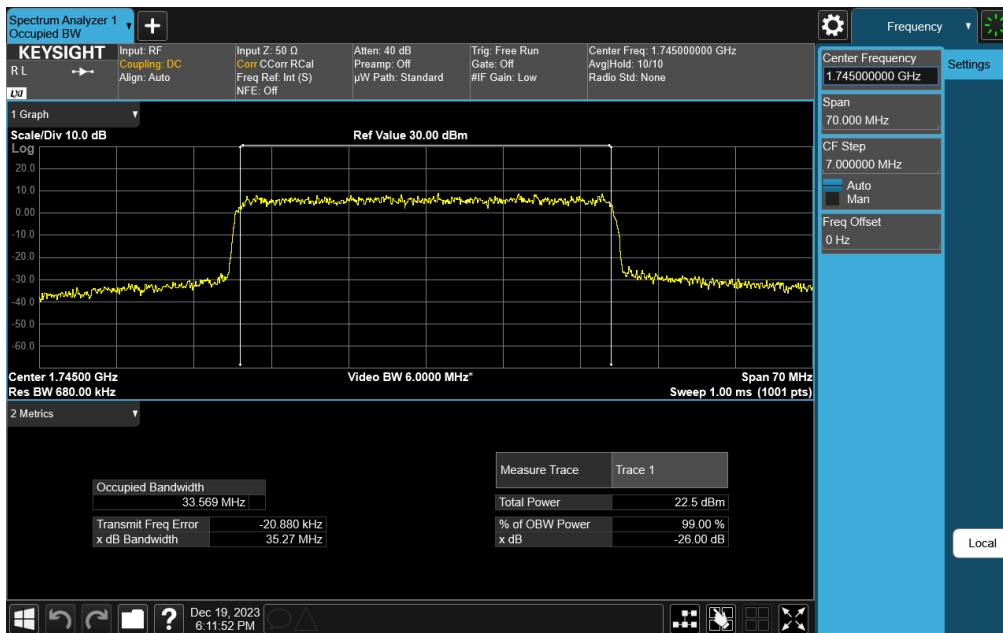 Spectrum Analyzer 1
Occupied BW
Frequency
KEYSIGHT
R L
LXI
Input: RF
Coupling: DC
Align: Auto
Input Z: 50 Ω
Corr CCorr RCal
Freq Ref: Int (S)
NFE: Off
Atten: 40 dB
Preamp: Off
µW Path: Standard
Trig: Free Run
Gate: Off
#IF Gain: Low
Center Freq: 1.745000000 GHz
Avg|Hold: 10/10
Radio Std: None
Center Frequency
1.745000000 GHz
Settings
Span
70.000 MHz
CF Step
7.000000 MHz
Auto
Man
Freq Offset
0 Hz
Local
1 Graph
Scale/Div 10.0 dB
Ref Value 30.00 dBm
Log
20.0
10.0
0.00
-10.0
-20.0
-30.0
-40.0
-50.0
-60.0
Center 1.74500 GHz
Video BW 6.0000 MHz*
Span 70 MHz
Res BW 680.00 kHz
Sweep 1.00 ms (1001 pts)
2 Metrics
Measure Trace Trace 1
Occupied Bandwidth
33.569 MHz
Total Power 22.5 dBm
Transmit Freq Error -20.880 kHz
% of OBW Power 99.00 %
x dB Bandwidth 35.27 MHz
x dB -26.00 dB
?
Dec 19, 2023
6:11:52 PM